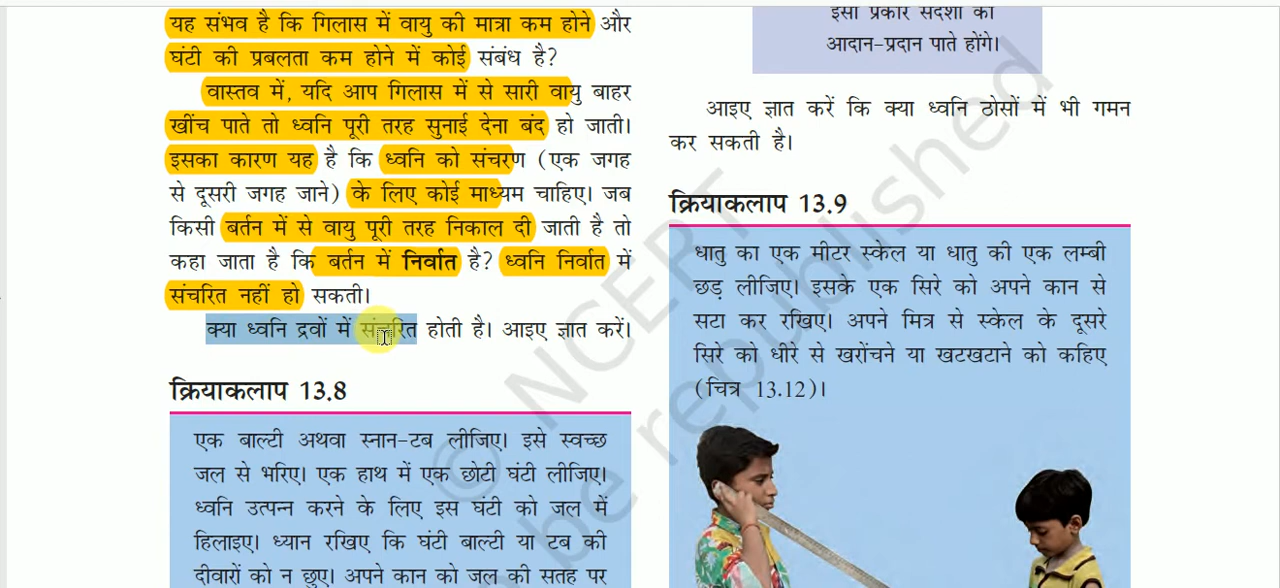 यह संभव है कि गिलास में वायु की मात्रा कम होने और
घंटी की प्रबलता कम होने में कोई संबंध है?
वास्तव में, यदि आप गिलास में से सारी वायु बाहर
खींच पाते तो ध्वनि पूरी तरह सुनाई देना बंद हो जाती।
इसका कारण यह है कि ध्वनि को संचरण (एक जगह
से दूसरी जगह जाने) के लिए कोई माध्यम चाहिए। जब
किसी बर्तन में से वायु पूरी तरह निकाल दी जाती है तो
कहा जाता है कि बर्तन में निर्वात है? ध्वनि निर्वात में
संचरित नहीं हो सकती।
क्या ध्वनि द्रवों में संचरित होती है। आइए ज्ञात करें।
क्रियाकलाप 13.8
एक बाल्टी अथवा स्नान-टब लीजिए। इसे स्वच्छ
जल से भरिए। एक हाथ में एक छोटी घंटी लीजिए।
ध्वनि उत्पन्न करने के लिए इस घंटी को जल में
हिलाइए। ध्यान रखिए कि घंटी बाल्टी या टब की
दीवारों को न छुए। अपने कान को जल की सतह पर
इसी प्रकार संदेशों का
आदान-प्रदान पाते होंगे।
आइए ज्ञात करें कि क्या ध्वनि ठोसों में भी गमन
कर सकती है।
क्रियाकलाप 13.9
धातु का एक मीटर स्केल या धातु की एक लम्बी
छड़ लीजिए। इसके एक सिरे को अपने कान से
सटा कर रखिए। अपने मित्र से स्केल के दूसरे
सिरे को धीरे से खरोंचने या खटखटाने को कहिए
(चित्र 13.12)।
© NCERT
be republished